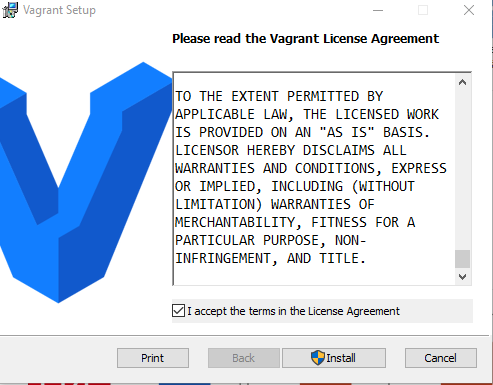 Vagrant Setup
Please read the Vagrant License Agreement
TO THE EXTENT PERMITTED BY
APPLICABLE LAW, THE LICENSED WORK
IS PROVIDED ON AN "AS IS" BASIS.
LICENSOR HEREBY DISCLAIMS ALL
WARRANTIES AND CONDITIONS, EXPRESS
OR IMPLIED, INCLUDING (WITHOUT
LIMITATION) WARRANTIES OF
MERCHANTABILITY, FITNESS FOR A
PARTICULAR PURPOSE, NON-
INFRINGEMENT, AND TITLE.
I accept the terms in the License Agreement
Print Back Install Cancel